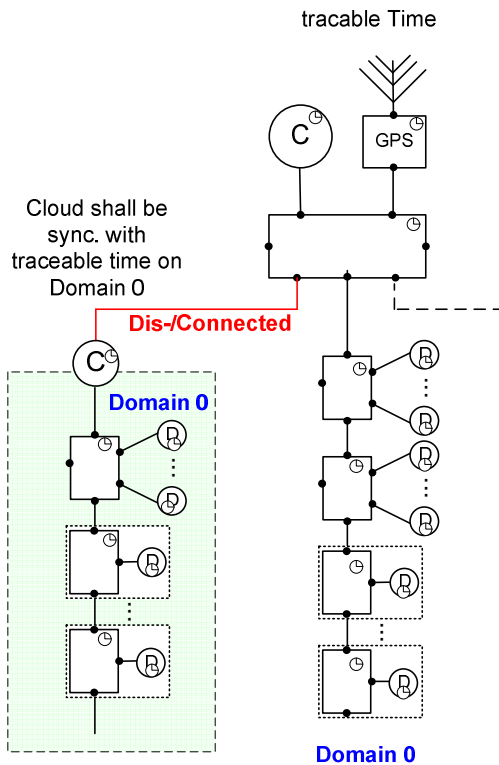 tracable Time
C
GPS
Cloud shall be
sync. with
traceable time on
Domain 0
Dis-/Connected
C
Domain 0
D
D
D
D
D
D
D
D
D
D
Domain 0